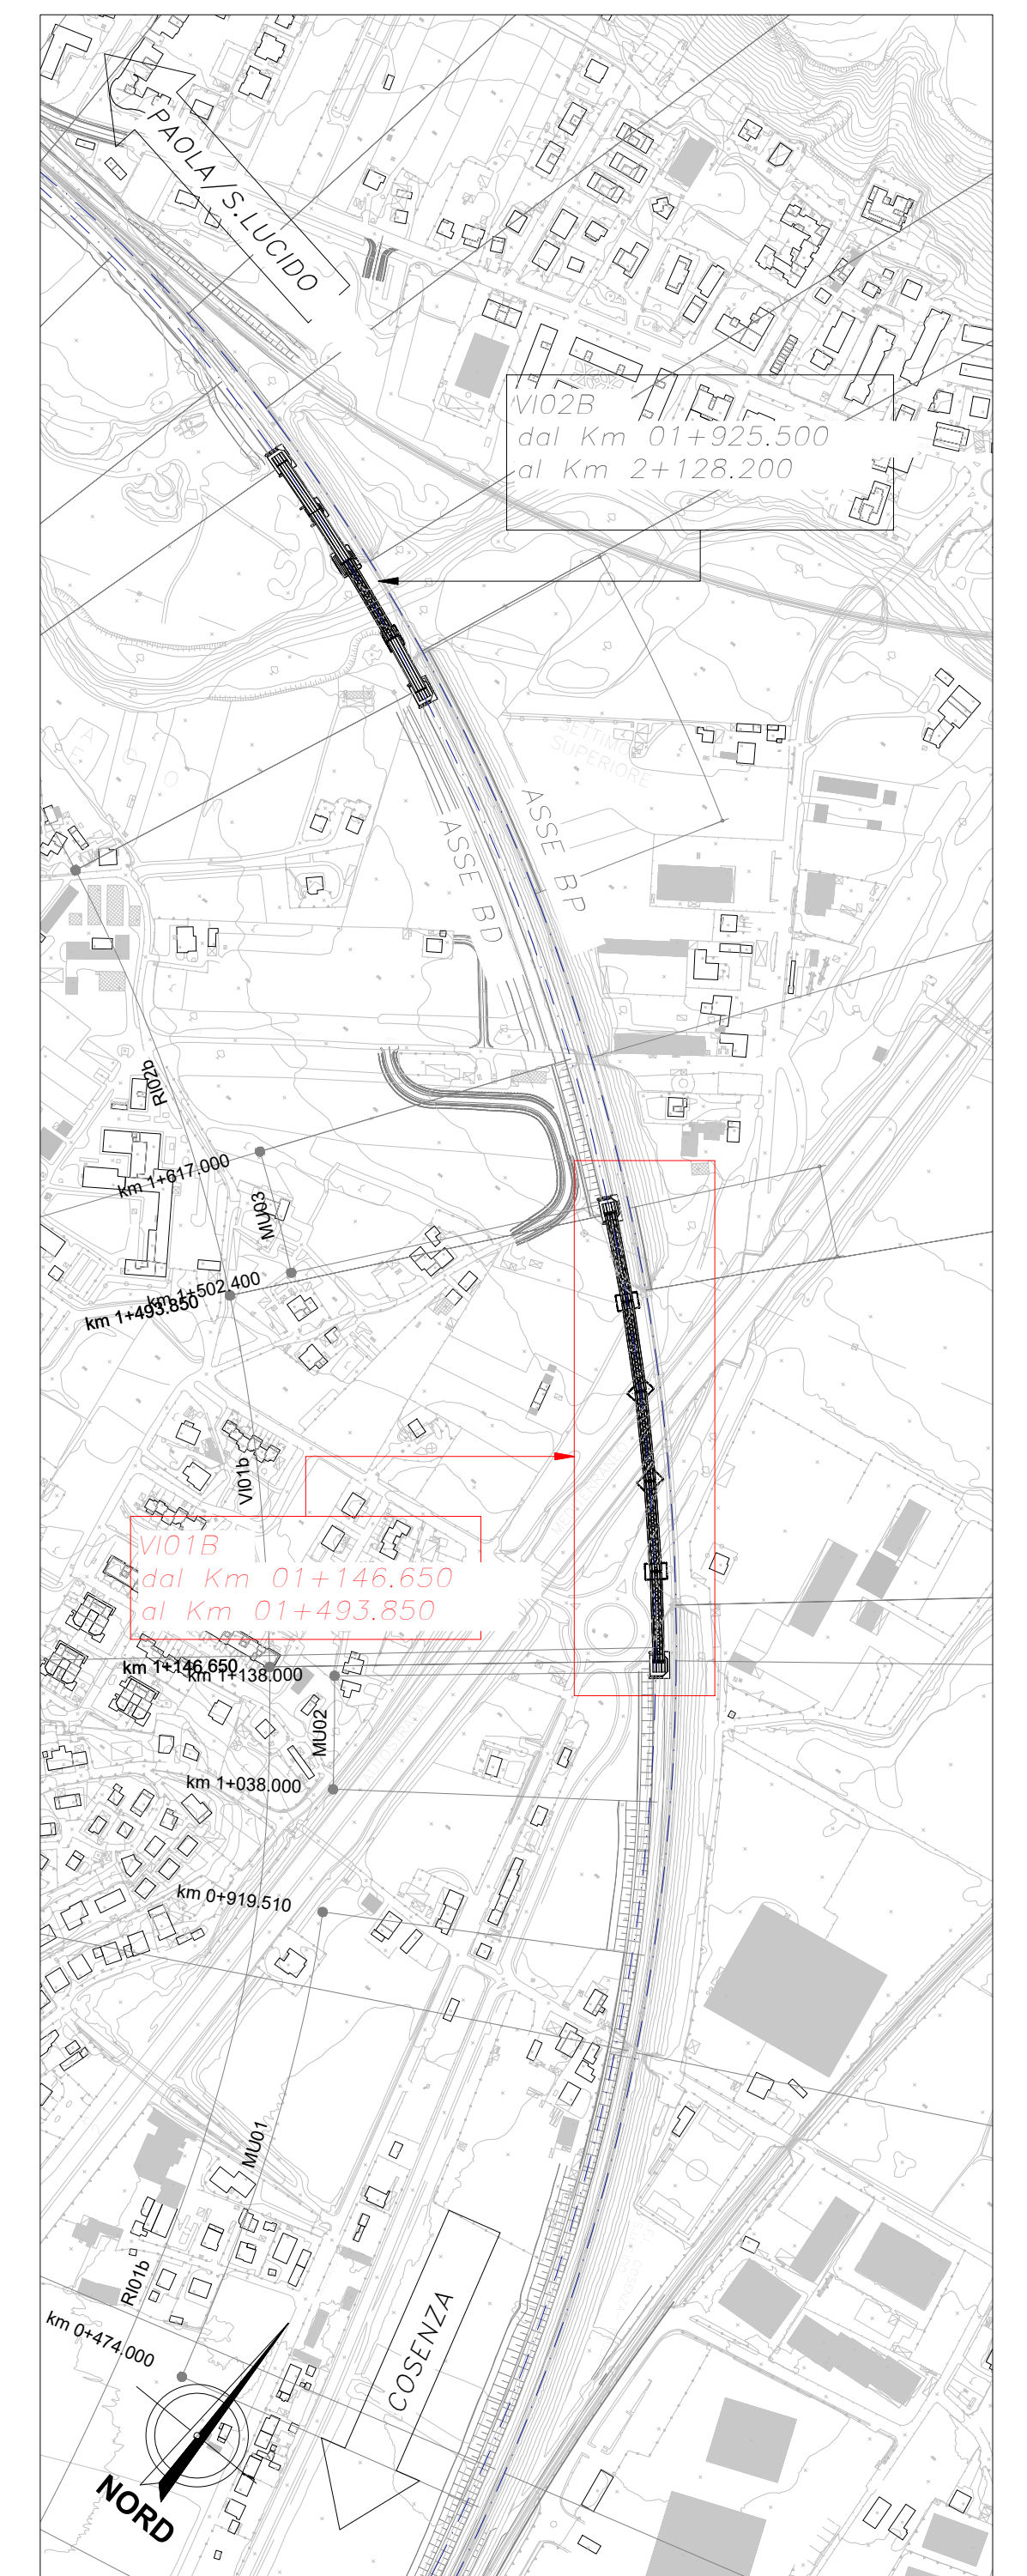 PAOLA/S.LUCIDO
VI02B
dal Km 01+925.500
al Km 2+128.200
SETTIMO
SUPERIORE
ASSE BP
ASSE BD
RI02b
km 1+617.000
MU03
km 1+502.400
km 1+493.850
VI01b
VI01B
dal Km 01+146.650
al Km 01+493.850
km 1+146.650
km 1+138.000
MU02
km 1+038.000
km 0+919.510
MU01
RI01b
km 0+474.000
COSENZA
NORD